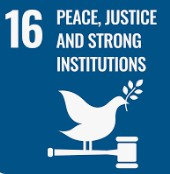 16 PEACE, JUSTICE
AND STRONG
INSTITUTIONS